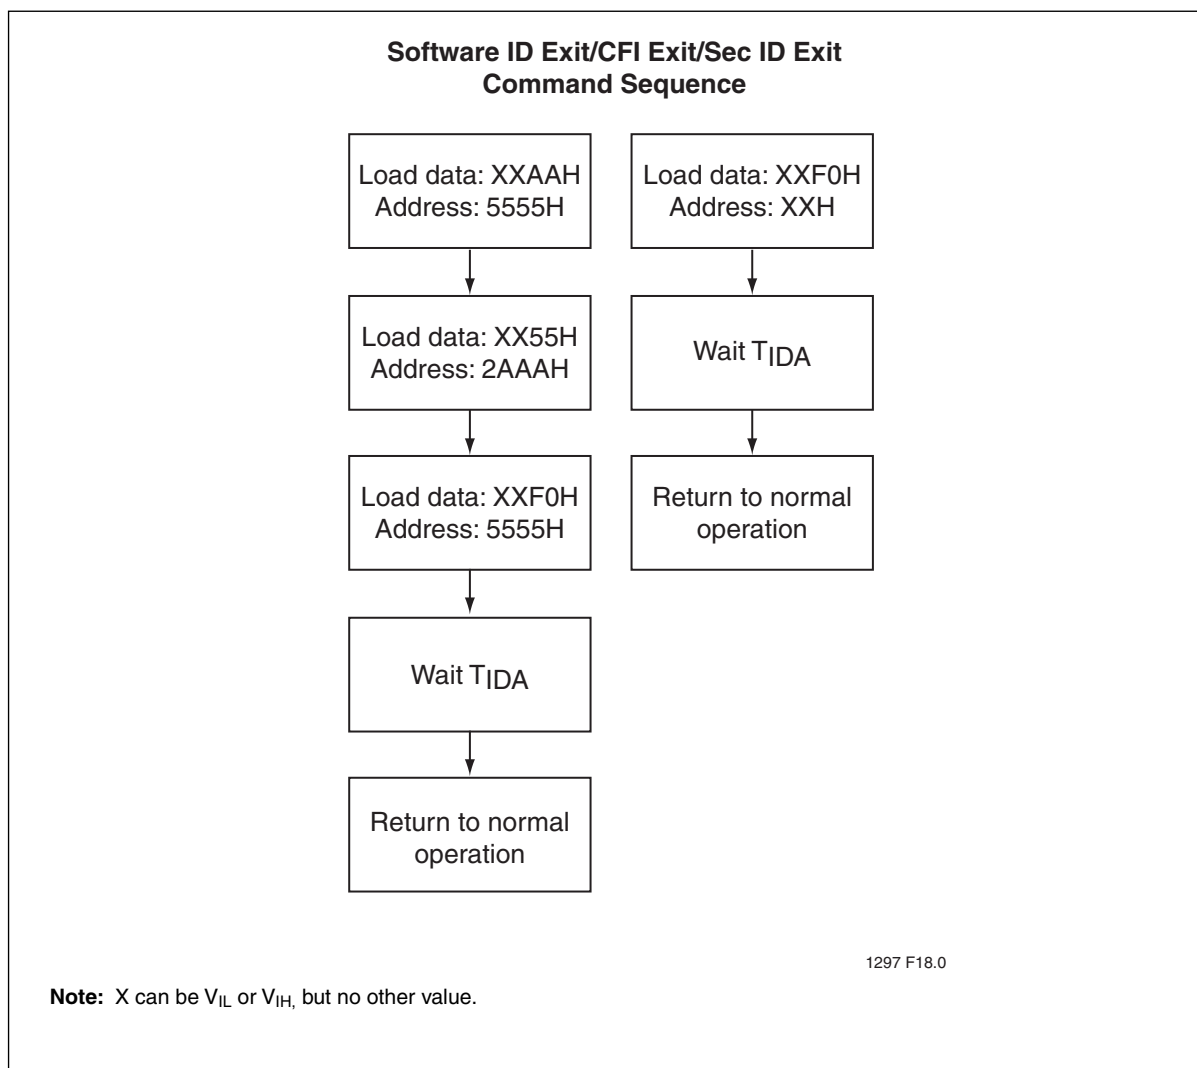 Software ID Exit/CFI Exit/Sec ID Exit
Command Sequence
Load data: XXAAH
Address: 5555H
Load data: XX55H
Address: 2AAAH
Load data: XXF0H
Address: 5555H
Wait TIDA
Return to normal
operation
Load data: XXF0H
Address: XXH
Wait TIDA
Return to normal
operation
1297 F18.0
Note: X can be VIL or VIH, but no other value.